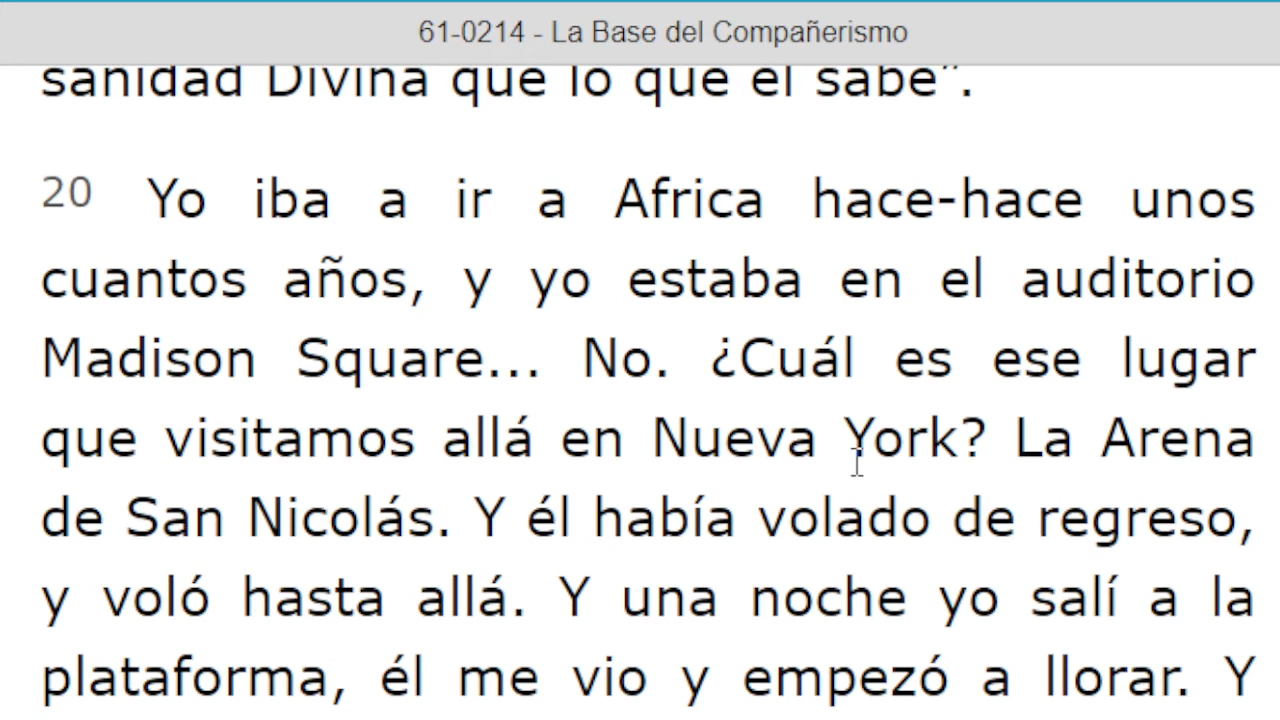 61-0214 - La Base del Compañerismo
sanidad Divina que lo que él sabe”.
20 Yo iba a ir a Africa hace-hace unos
cuantos años, y yo estaba en el auditorio
Madison Square... No. ¿Cuál es ese lugar
que visitamos allá en Nueva York? La Arena
de San Nicolás. Y él había volado de regreso,
y voló hasta allá. Y una noche yo salí a la
plataforma, él me vio y empezó a llorar. Y